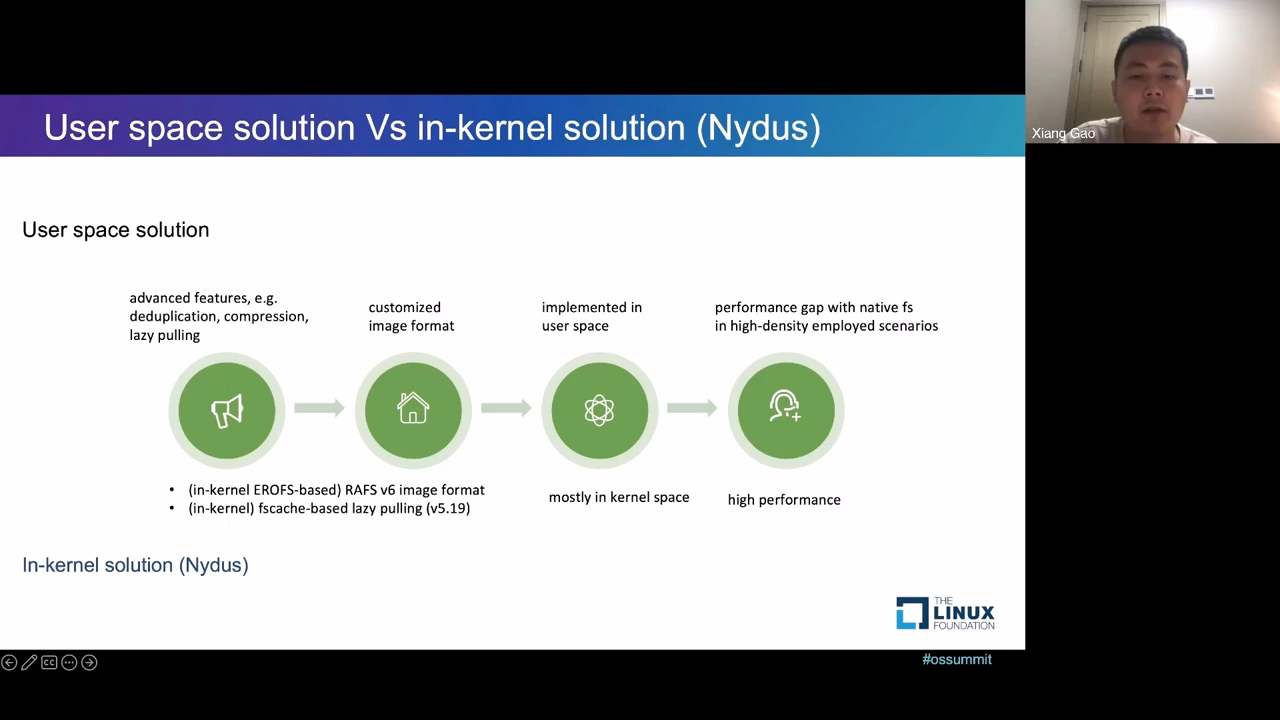 User space solution Vs in-kernel solution (Nydus)
Xiang Gao
User space solution
advanced features, e.g.
deduplication, compression,
lazy pulling
customized
image format
implemented in
user space
performance gap with native fs
in high-density employed scenarios
• (in-kernel EROFS-based) RAFS v6 image format
• (in-kernel) fscache-based lazy pulling (v5.19)
mostly in kernel space
high performance
In-kernel solution (Nydus)
THE
LINUX
FOUNDATION
CC
#ossummit